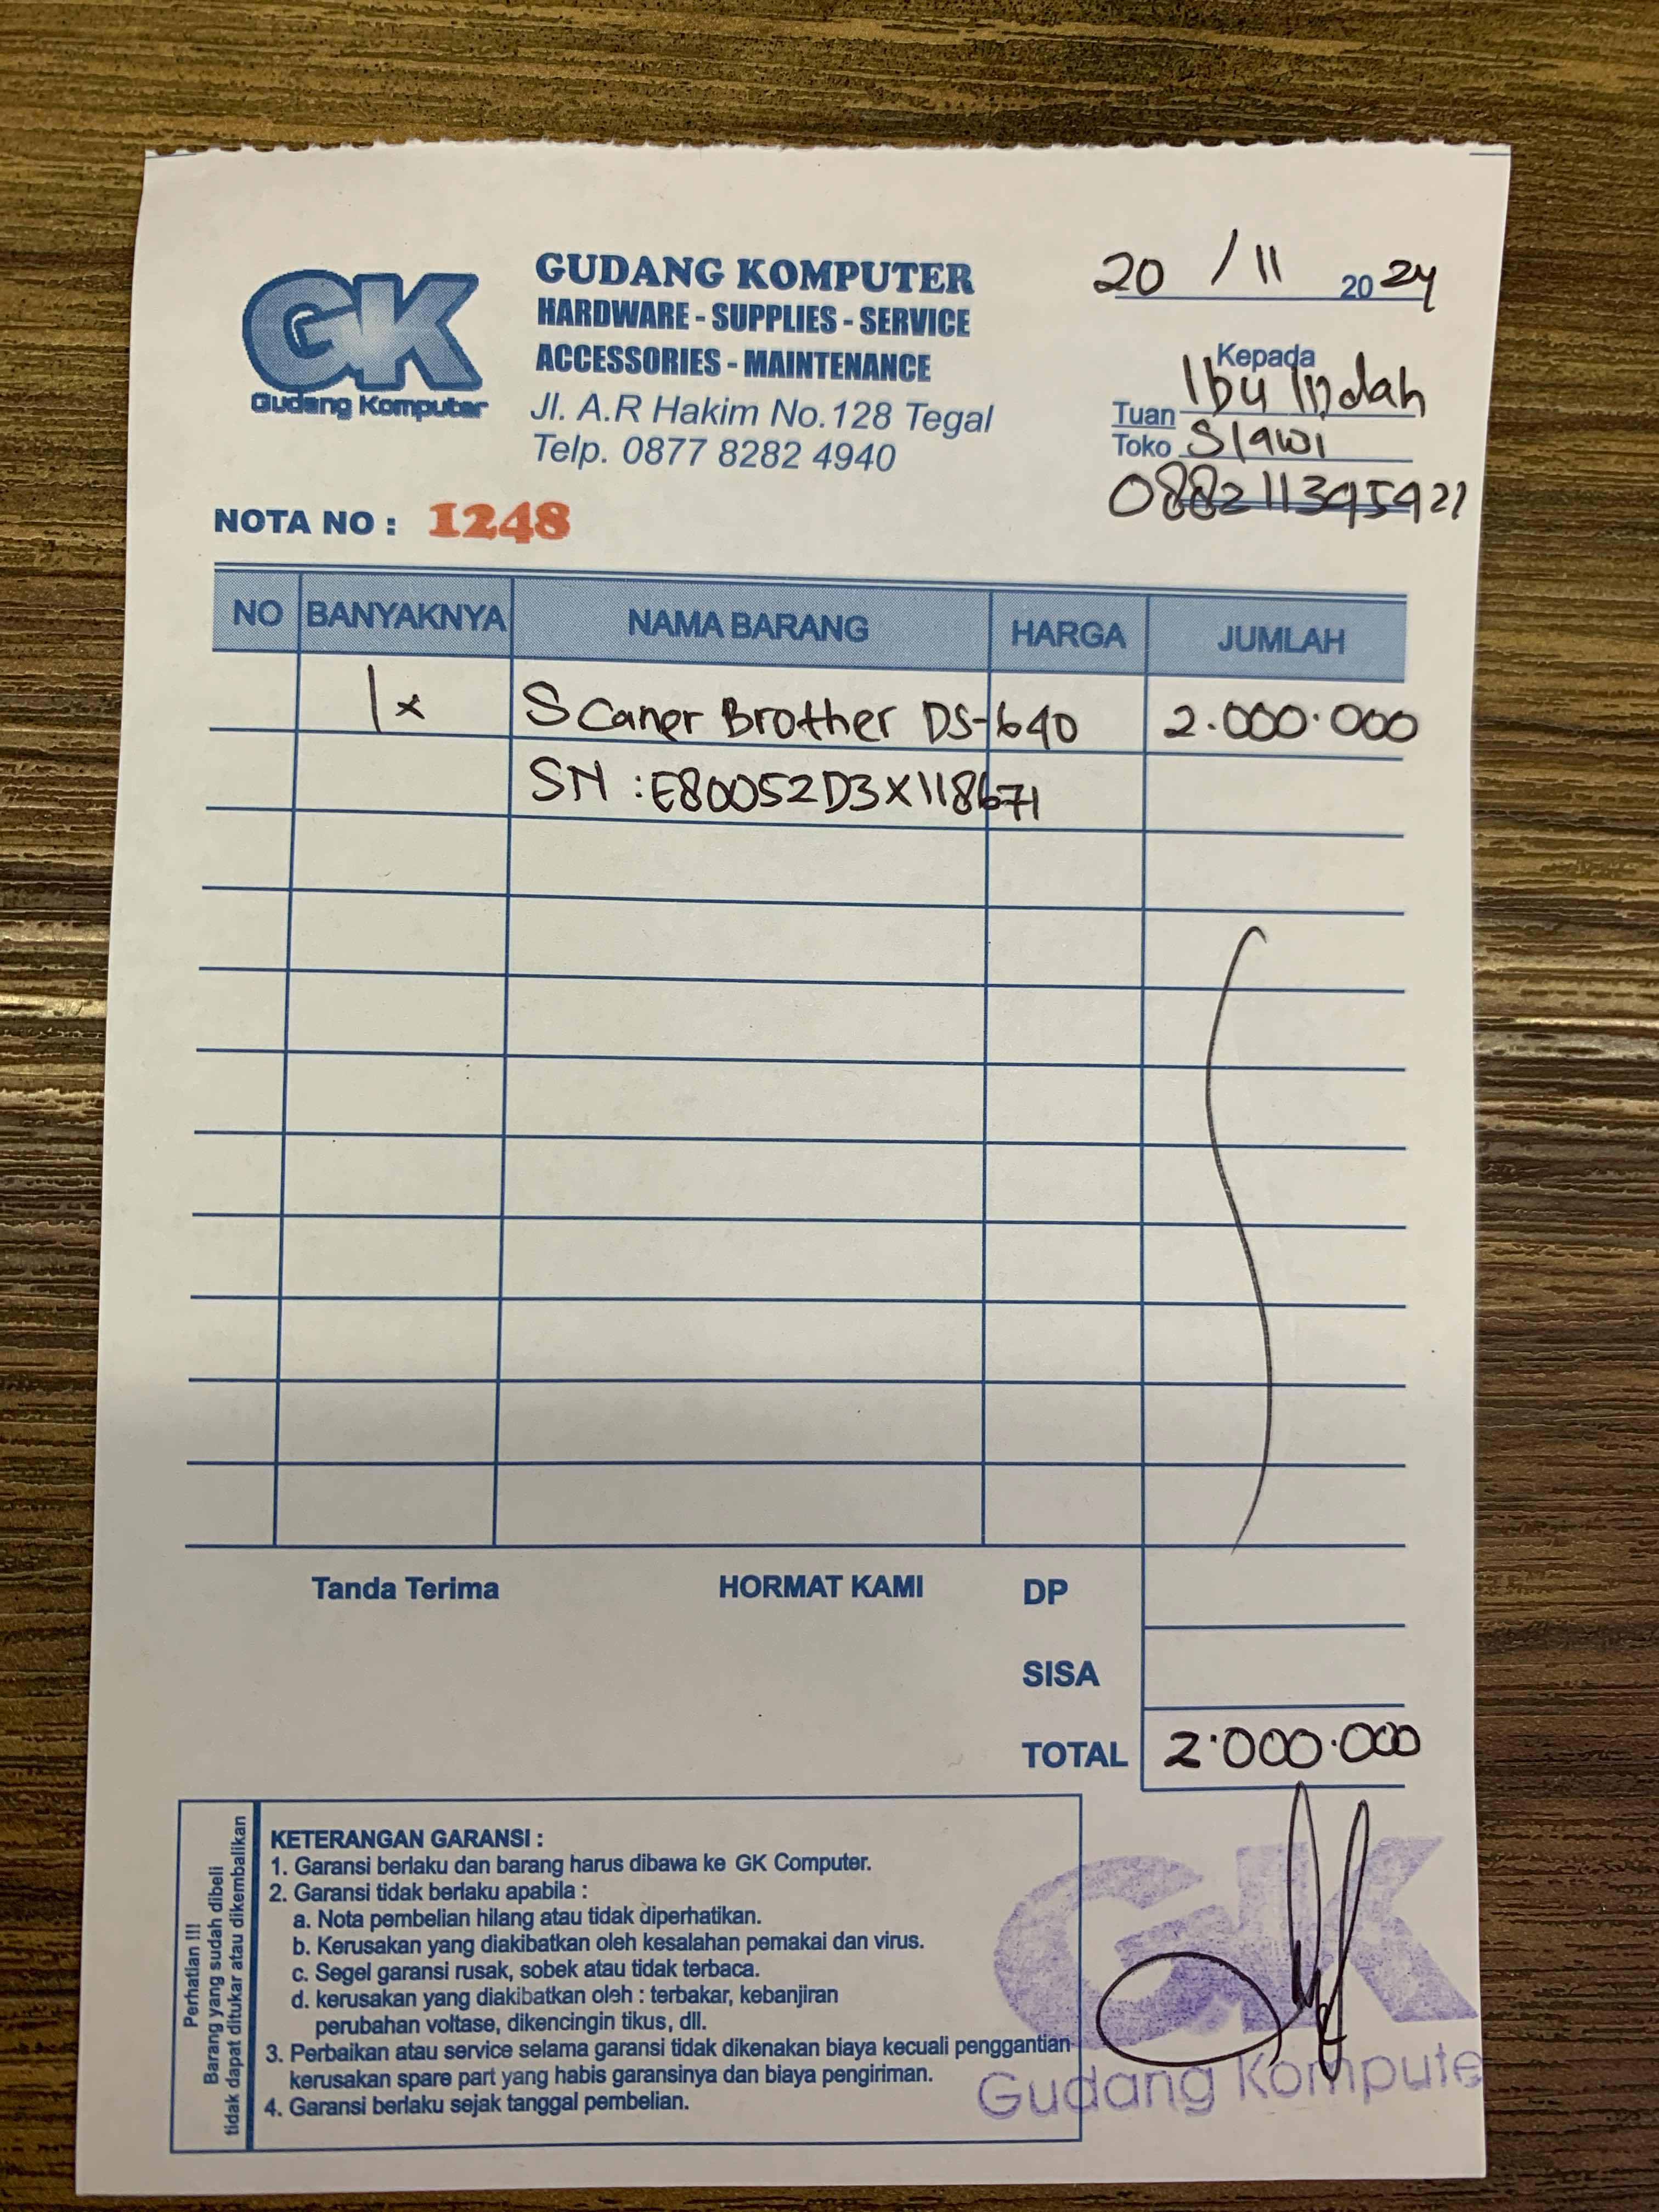 GK
Gudang Komputer
GUDANG KOMPUTER
HARDWARE - SUPPLIES - SERVICE
ACCESSORIES - MAINTENANCE
Jl. A.R Hakim No.128 Tegal
Telp. 0877 8282 4940
20 / 11 2024
Kepada
Tuan Ibu Indah
Toko Slawi
088211395921
NOTA NO : 1248
NO BANYAKNYA NAMA BARANG HARGA JUMLAH
1x Scaner Brother DS-640 2.000.000
SN : E80052D3X118671
Tanda Terima HORMAT KAMI DP
SISA
TOTAL 2.000.000
Perhatian !!!
Barang yang sudah dibeli
tidak dapat ditukar atau dikembalikan
KETERANGAN GARANSI :
1. Garansi berlaku dan barang harus dibawa ke GK Computer.
2. Garansi tidak berlaku apabila :
a. Nota pembelian hilang atau tidak diperhatikan.
b. Kerusakan yang diakibatkan oleh kesalahan pemakai dan virus.
c. Segel garansi rusak, sobek atau tidak terbaca.
d. kerusakan yang diakibatkan oleh : terbakar, kebanjiran
perubahan voltase, dikencingin tikus, dll.
3. Perbaikan atau service selama garansi tidak dikenakan biaya kecuali penggantian
kerusakan spare part yang habis garansinya dan biaya pengiriman.
4. Garansi berlaku sejak tanggal pembelian.
GK
Gudang Kompute